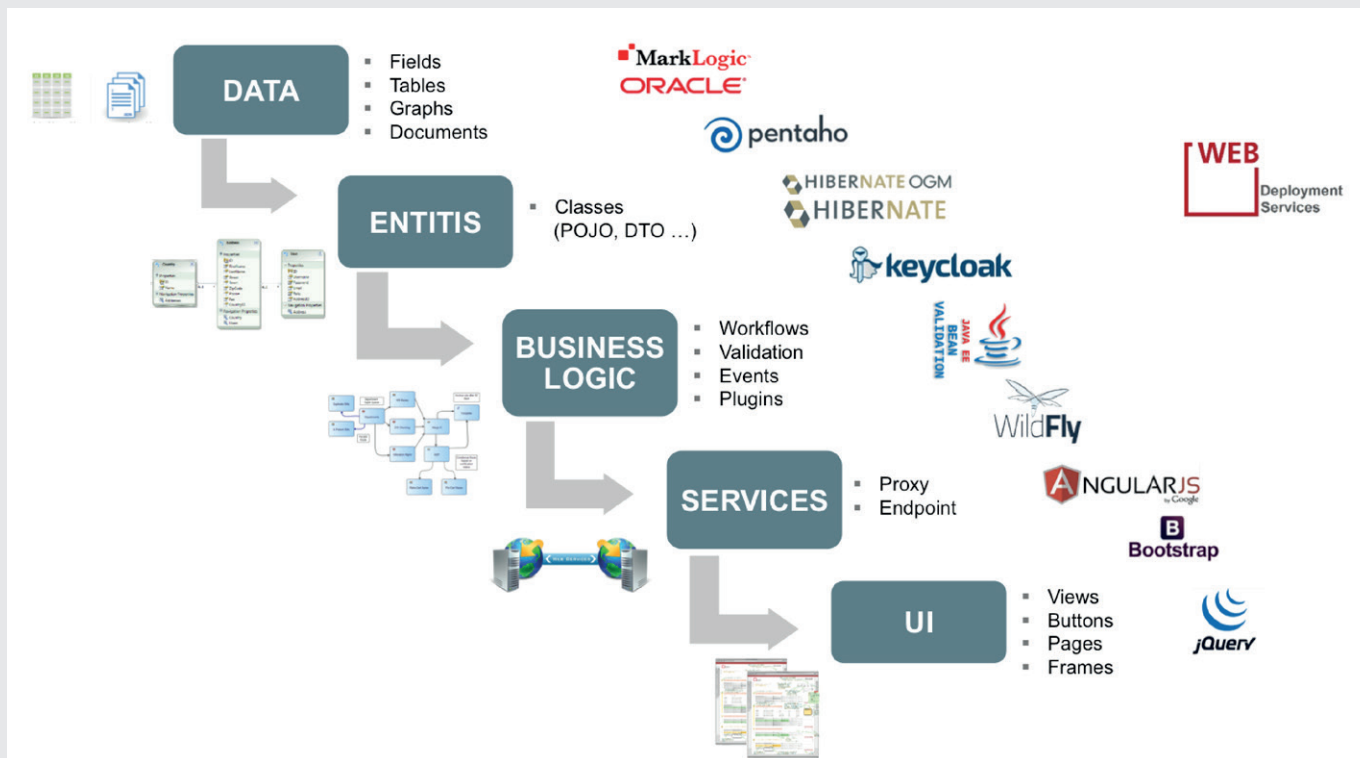 DATA
▪ Fields
▪ Tables
▪ Graphs
▪ Documents
MarkLogic
ORACLE
pentaho
HIBERNATE OGM
HIBERNATE
WEB
Deployment
Services
ENTITIS
▪ Classes
(POJO, DTO ...)
keycloak
JAVA EE
BEAN
VALIDATION
BUSINESS
LOGIC
▪ Workflows
▪ Validation
▪ Events
▪ Plugins
WildFly
SERVICES
▪ Proxy
▪ Endpoint
ANGULARJS
by Google
B
Bootstrap
UI
▪ Views
▪ Buttons
▪ Pages
▪ Frames
jQuery